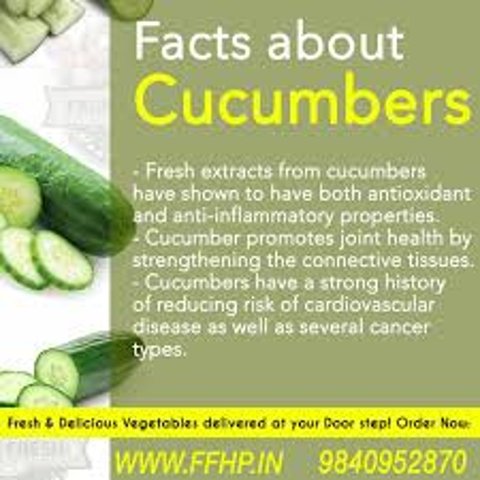 Facts about
Cucumbers
- Fresh extracts from cucumbers
have shown to have both antioxidant
and anti-inflammatory properties.
- Cucumber promotes joint health by
strengthening the connective tissues.
- Cucumbers have a strong history
of reducing risk of cardiovascular
disease as well as several cancer
types.
Fresh & Delicious Vegetables delivered at your Door step! Order Now:
WWW.FFHP.IN 9840952870